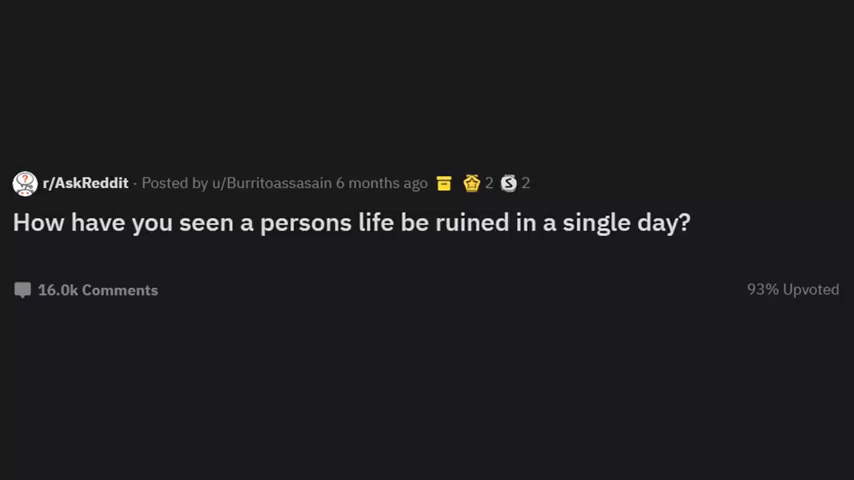 r/AskReddit · Posted by u/Burritoassasain 6 months ago 2 2
How have you seen a persons life be ruined in a single day?
16.0k Comments 93% Upvoted